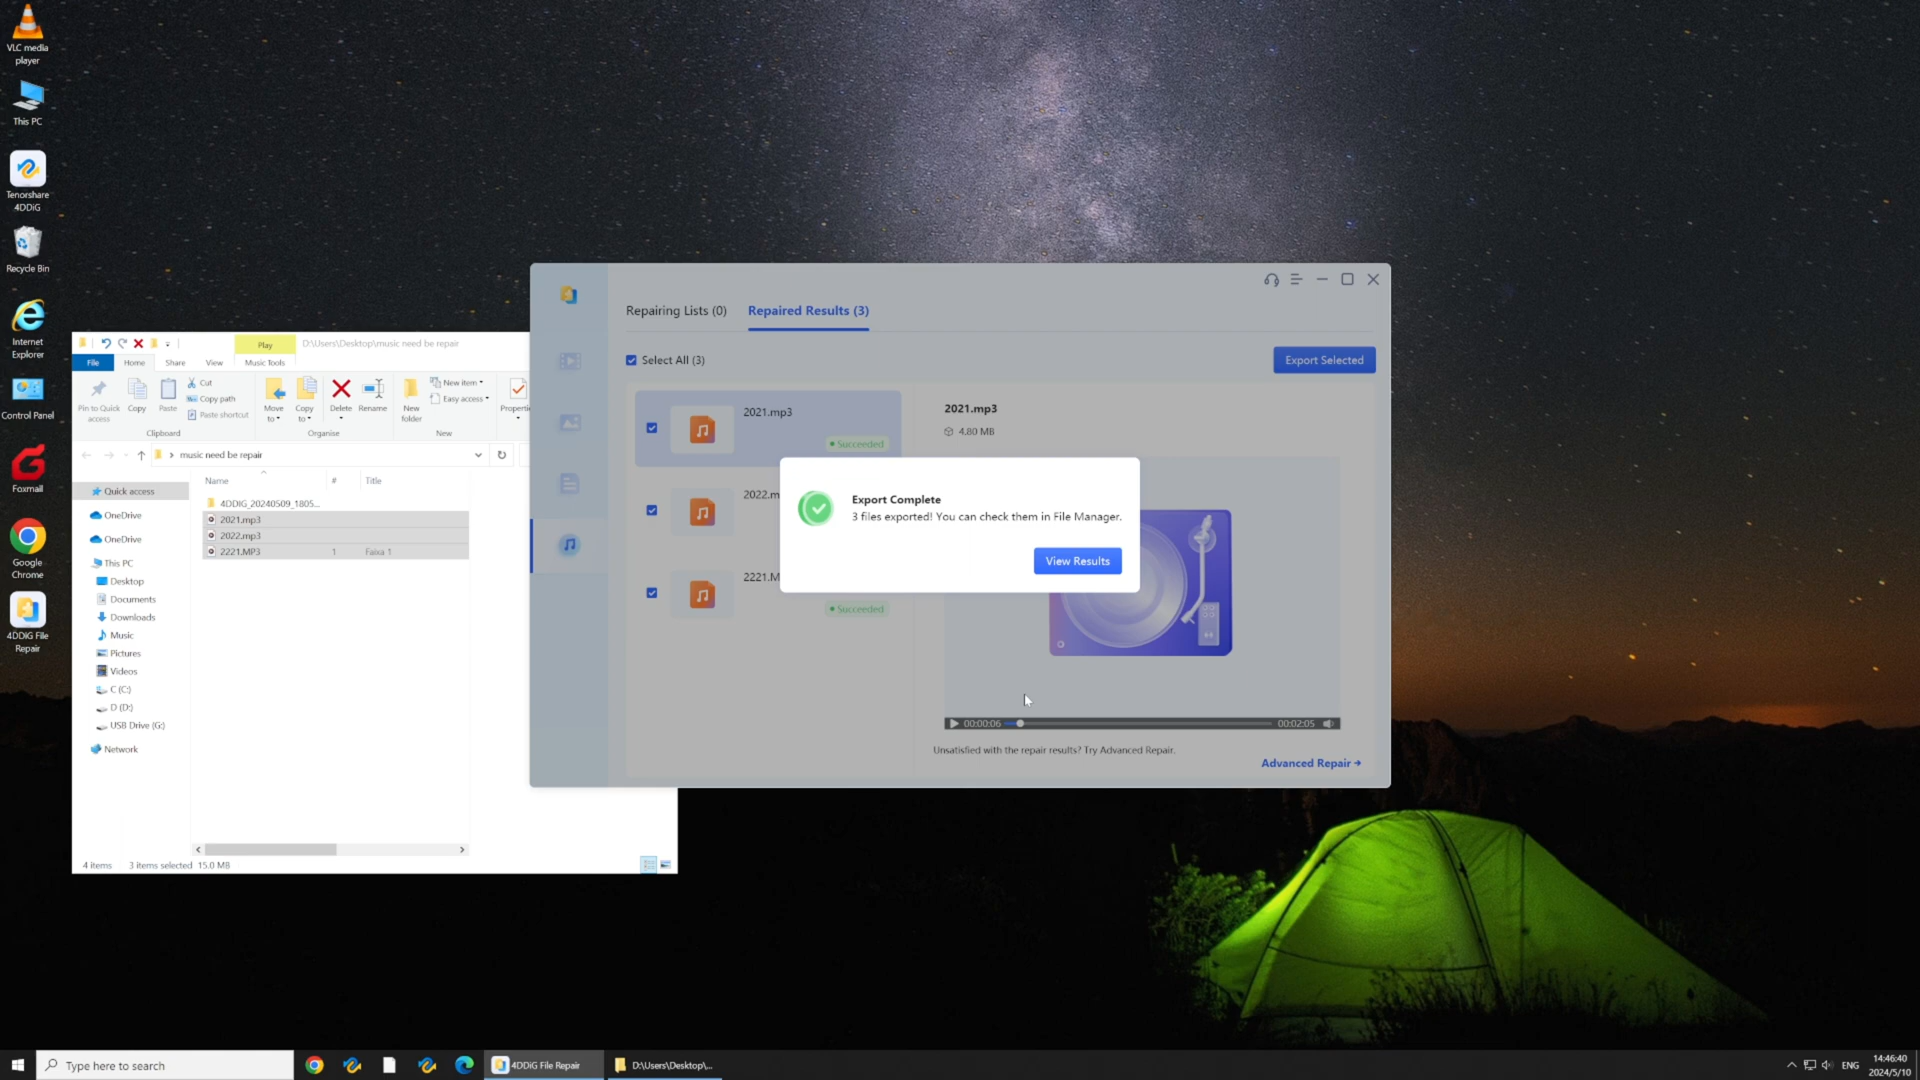 VLC media
player
This PC
Tenorshare
4DDiG
Recycle Bin
Internet
Explorer
Control Panel
Foxmail
Google
Chrome
4DDiG File
Repair
Play
D:\Users\Desktop\music need be repair
File
Home
Share
View
Music Tools
Pin to Quick
access
Copy
Paste
Cut
Copy path
Paste shortcut
Clipboard
Move
to
Copy
to
Delete
Rename
Organise
New
folder
New item
Easy access
New
Properti
music need be repair
Name
#
Title
Quick access
OneDrive
OneDrive
This PC
Desktop
Documents
Downloads
Music
Pictures
Videos
C (C:)
D (D:)
USB Drive (G:)
Network
4DDIG_20240509_1805...
2021.mp3
2022.mp3
2221.MP3 1 Faixa 1
4 items 3 items selected 15.0 MB
Repairing Lists (0)
Repaired Results (3)
Select All (3)
Export Selected
2021.mp3
Succeeded
2022.m
2221.M
Succeeded
2021.mp3
4.80 MB
Export Complete
3 files exported! You can check them in File Manager.
View Results
00:00:06
00:02:05
Unsatisfied with the repair results? Try Advanced Repair.
Advanced Repair
Type here to search
4DDiG File Repair
D:\Users\Desktop\...
ENG
14:46:40
2024/5/10